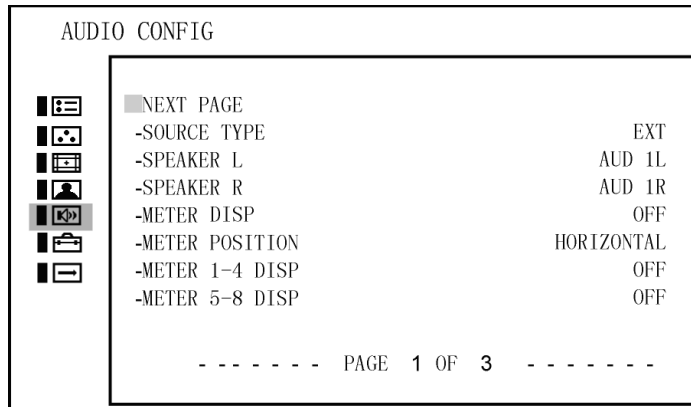 AUDIO CONFIG
NEXT PAGE
-SOURCE TYPE EXT
-SPEAKER L AUD 1L
-SPEAKER R AUD 1R
-METER DISP OFF
-METER POSITION HORIZONTAL
-METER 1-4 DISP OFF
-METER 5-8 DISP OFF
- - - - - - - PAGE 1 OF 3 - - - - - - -